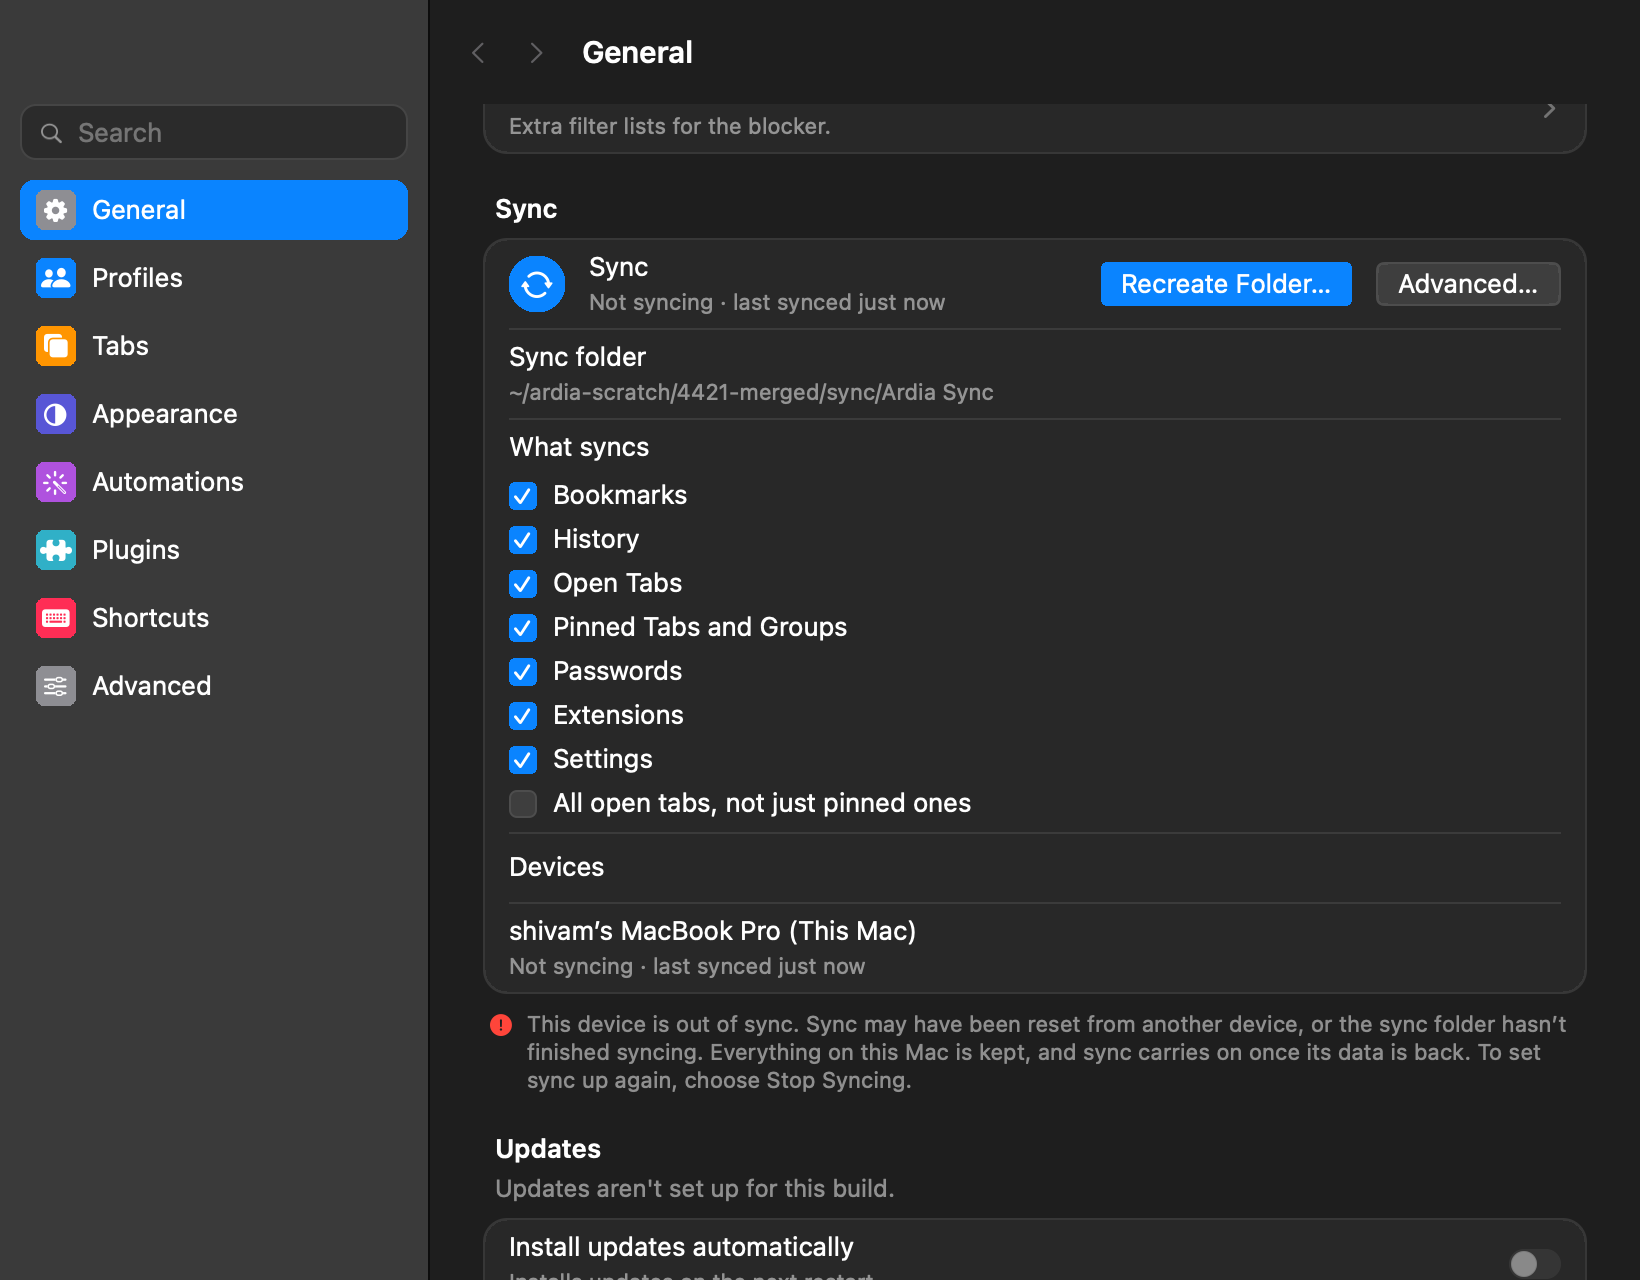 General
Search
General
Profiles
Tabs
Appearance
Automations
Plugins
Shortcuts
Advanced
Extra filter lists for the blocker.
Sync
Sync
Not syncing · last synced just now
Recreate Folder...
Advanced...
Sync folder
~/ardia-scratch/4421-merged/sync/Ardia Sync
What syncs
Bookmarks
History
Open Tabs
Pinned Tabs and Groups
Passwords
Extensions
Settings
All open tabs, not just pinned ones
Devices
shivam’s MacBook Pro (This Mac)
Not syncing · last synced just now
This device is out of sync. Sync may have been reset from another device, or the sync folder hasn’t
finished syncing. Everything on this Mac is kept, and sync carries on once its data is back. To set
sync up again, choose Stop Syncing.
Updates
Updates aren't set up for this build.
Install updates automatically
Installs updates on the next restart